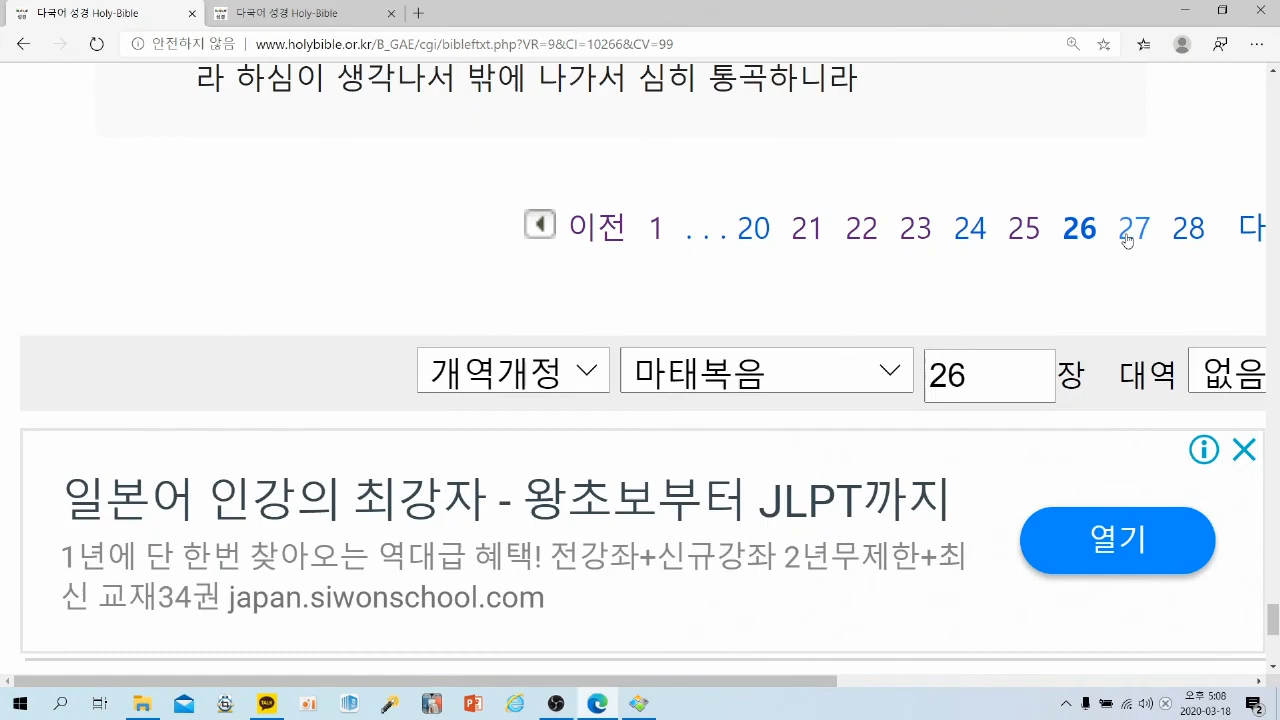 다국어 성경 Holy-Bible
다국어 성경 Holy-Bible
안전하지 않음 www.holybible.or.kr/B_GAE/cgi/bibleftxt.php?VR=9&CI=10266&CV=99
라 하심이 생각나서 밖에 나가서 심히 통곡하니라
이전 1 . . . 20 21 22 23 24 25 26 27 28 다
개역개정 마태복음 26 장 대역 없음
일본어 인강의 최강자 - 왕초보부터 JLPT까지
1년에 단 한번 찾아오는 역대급 혜택! 전강좌+신규강좌 2년무제한+최
신 교재34권 japan.siwonschool.com
열기
오후 5:08
2020-03-18